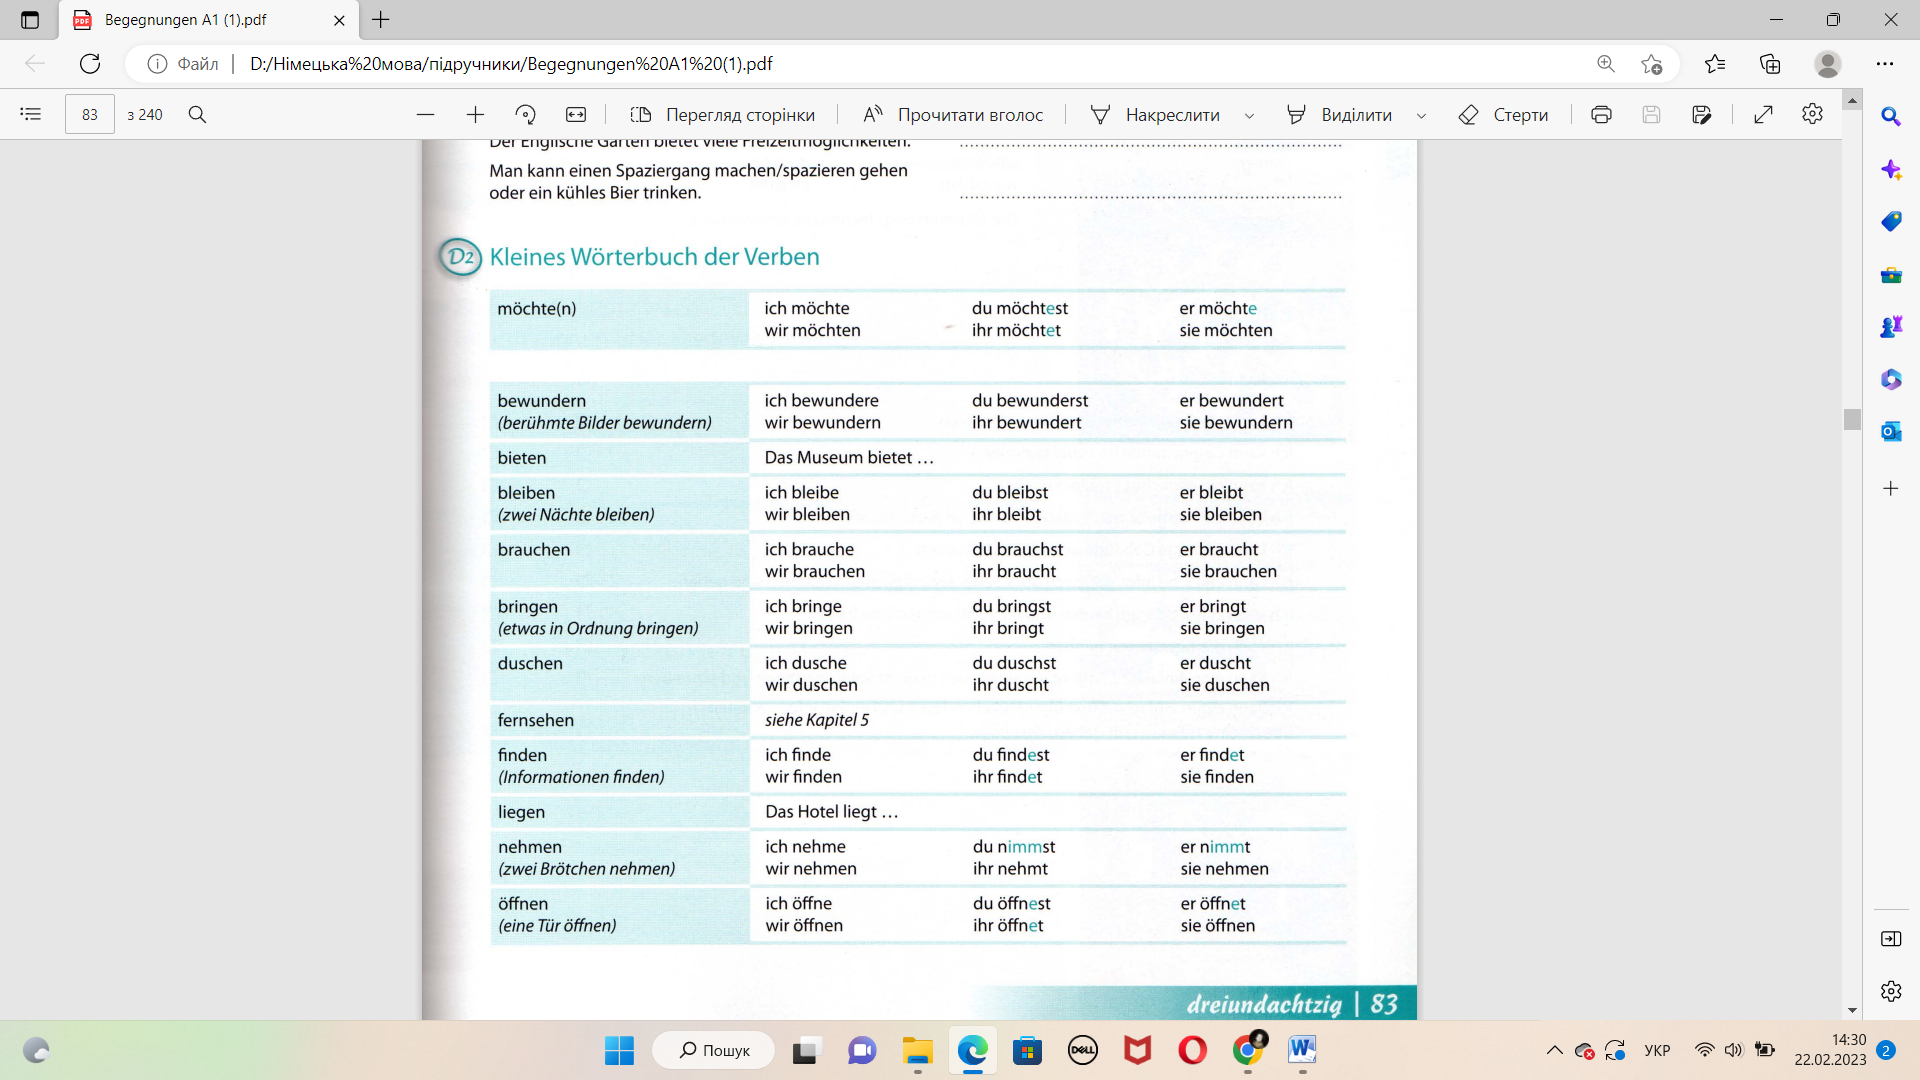 Begegnungen A1 (1).pdf
Файл | D:/Німецька%20мова/підручники/Begegnungen%20A1%20(1).pdf
83 з 240 Перегляд сторінки Прочитати вголос Накреслити Виділити Стерти
Der Englische Garten bietet viele Freizeitmöglichkeiten.
Man kann einen Spaziergang machen/spazieren gehen
oder ein kühles Bier trinken.
D2 Kleines Wörterbuch der Verben
möchte(n) ich möchte du möchtest er möchte
wir möchten ihr möchtet sie möchten
bewundern ich bewundere du bewunderst er bewundert
(berühmte Bilder bewundern) wir bewundern ihr bewundert sie bewundern
bieten Das Museum bietet …
bleiben ich bleibe du bleibst er bleibt
(zwei Nächte bleiben) wir bleiben ihr bleibt sie bleiben
brauchen ich brauche du brauchst er braucht
wir brauchen ihr braucht sie brauchen
bringen ich bringe du bringst er bringt
(etwas in Ordnung bringen) wir bringen ihr bringt sie bringen
duschen ich dusche du duschst er duscht
wir duschen ihr duscht sie duschen
fernsehen siehe Kapitel 5
finden ich finde du findest er findet
(Informationen finden) wir finden ihr findet sie finden
liegen Das Hotel liegt …
nehmen ich nehme du nimmst er nimmt
(zwei Brötchen nehmen) wir nehmen ihr nehmt sie nehmen
öffnen ich öffne du öffnest er öffnet
(eine Tür öffnen) wir öffnen ihr öffnet sie öffnen
dreiundachtzig | 83
Пошук DELL УКР 14:30
22.02.2023 2